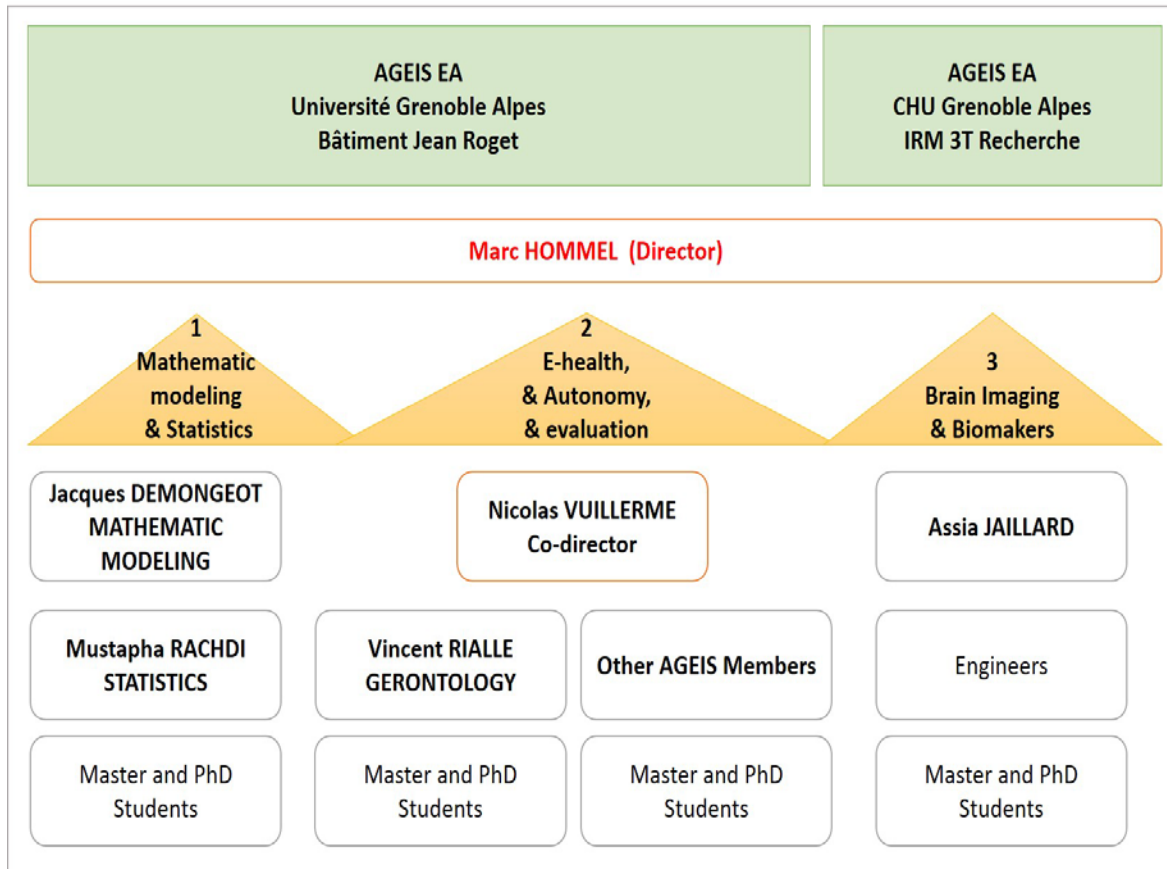 AGEIS EA
Université Grenoble Alpes
Bâtiment Jean Roget
AGEIS EA
CHU Grenoble Alpes
IRM 3T Recherche
Marc HOMMEL (Director)
1
Mathematic
modeling
& Statistics
2
E-health,
& Autonomy,
& evaluation
3
Brain Imaging
& Biomakers
Jacques DEMONGEOT
MATHEMATIC
MODELING
Nicolas VUILLERME
Co-director
Assia JAILLARD
Mustapha RACHDI
STATISTICS
Vincent RIALLE
GERONTOLOGY
Other AGEIS Members
Engineers
Master and PhD
Students
Master and PhD
Students
Master and PhD
Students
Master and PhD
Students